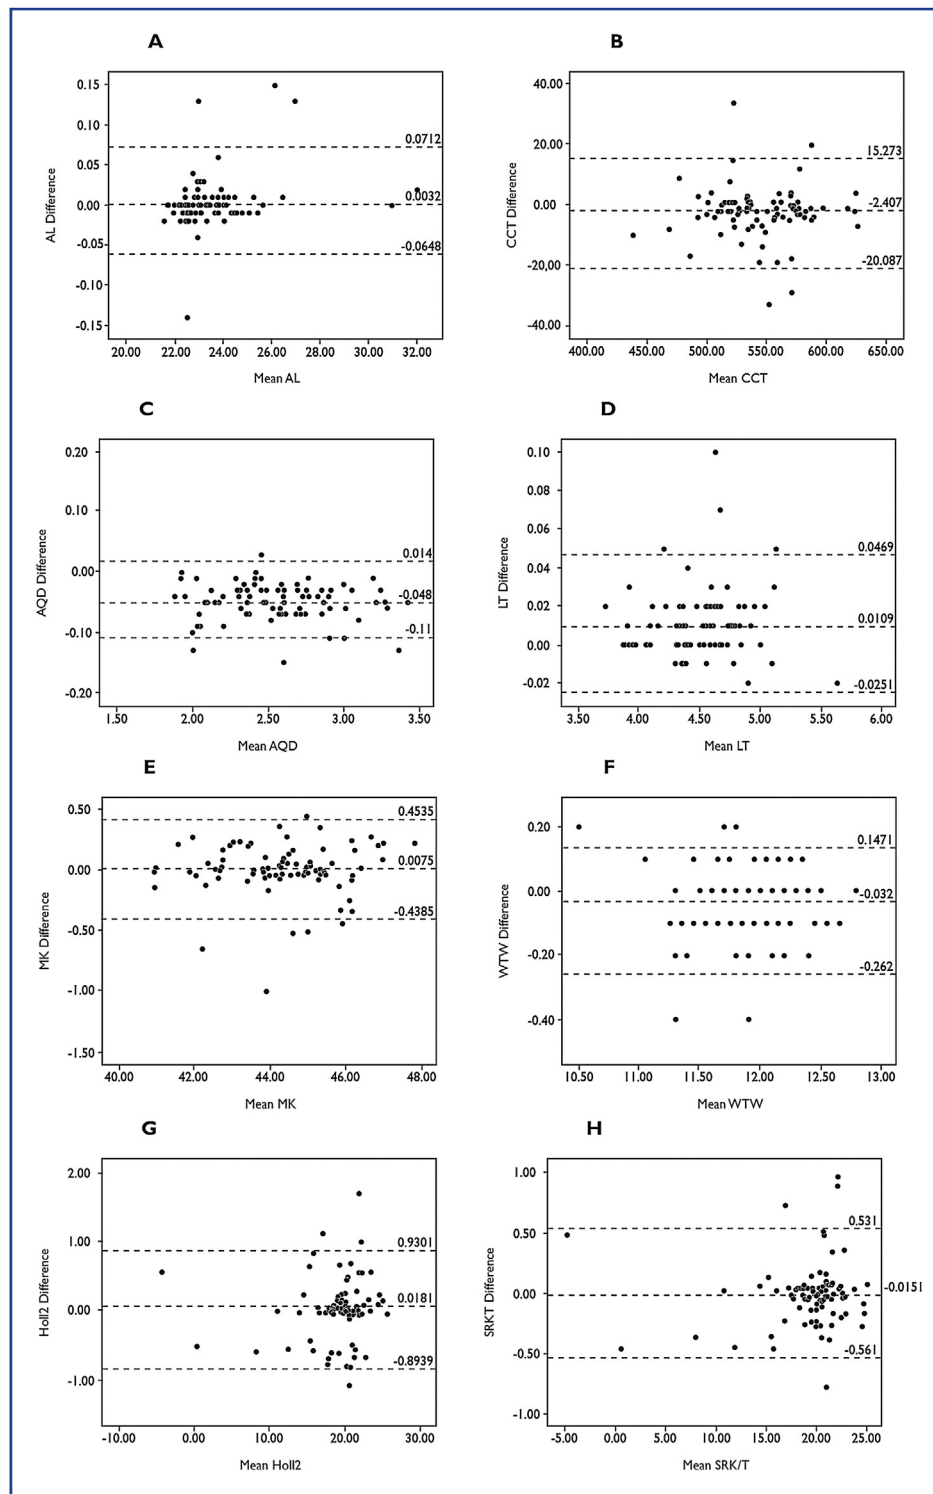 A
AL Difference
0.15
0.10
0.05
0.00
-0.05
-0.10
-0.15
0.0712
0.0032
-0.0648
20.00 22.00 24.00 26.00 28.00 30.00 32.00
Mean AL
B
CCT Difference
40.00
20.00
0.00
-20,00
-40.00
15.273
-2.407
-20.087
400.00 450.00 500.00 550.00 600.00 650.00
Mean CCT
C
AQD Difference
0.20
0.10
0.00
-0.10
-0.20
0.014
-0.048
-0.11
1.50 2.00 2.50 3.00 3.50
Mean AQD
D
LT Difference
0.10
0.08
0.06
0.04
0.02
0.00
-0.02
0.0469
0.0109
-0.0251
3.50 4.00 4.50 5.00 5.50 6.00
Mean LT
E
MK Difference
0.50
0.00
-0.50
-1.00
-1.50
0.4535
0.0075
-0.4385
40.00 42.00 44.00 46.00 48.00
Mean MK
F
WTW Difference
0.20
0.00
-0.20
-0.40
0.1471
-0.032
-0.262
10.50 11.00 11.50 12.00 12.50 13.00
Mean WTW
G
Holl2 Difference
2.00
1.00
0.00
-1.00
0.9301
0.0181
-0.8939
-10.00 0.00 10.00 20.00 30.00
Mean Holl2
H
SRKT Difference
1.00
0.50
0.00
-0.50
-1.00
0.531
-0.0151
-0.561
-5.00 0.00 5.00 10.00 15.00 20.00 25.00
Mean SRK/T